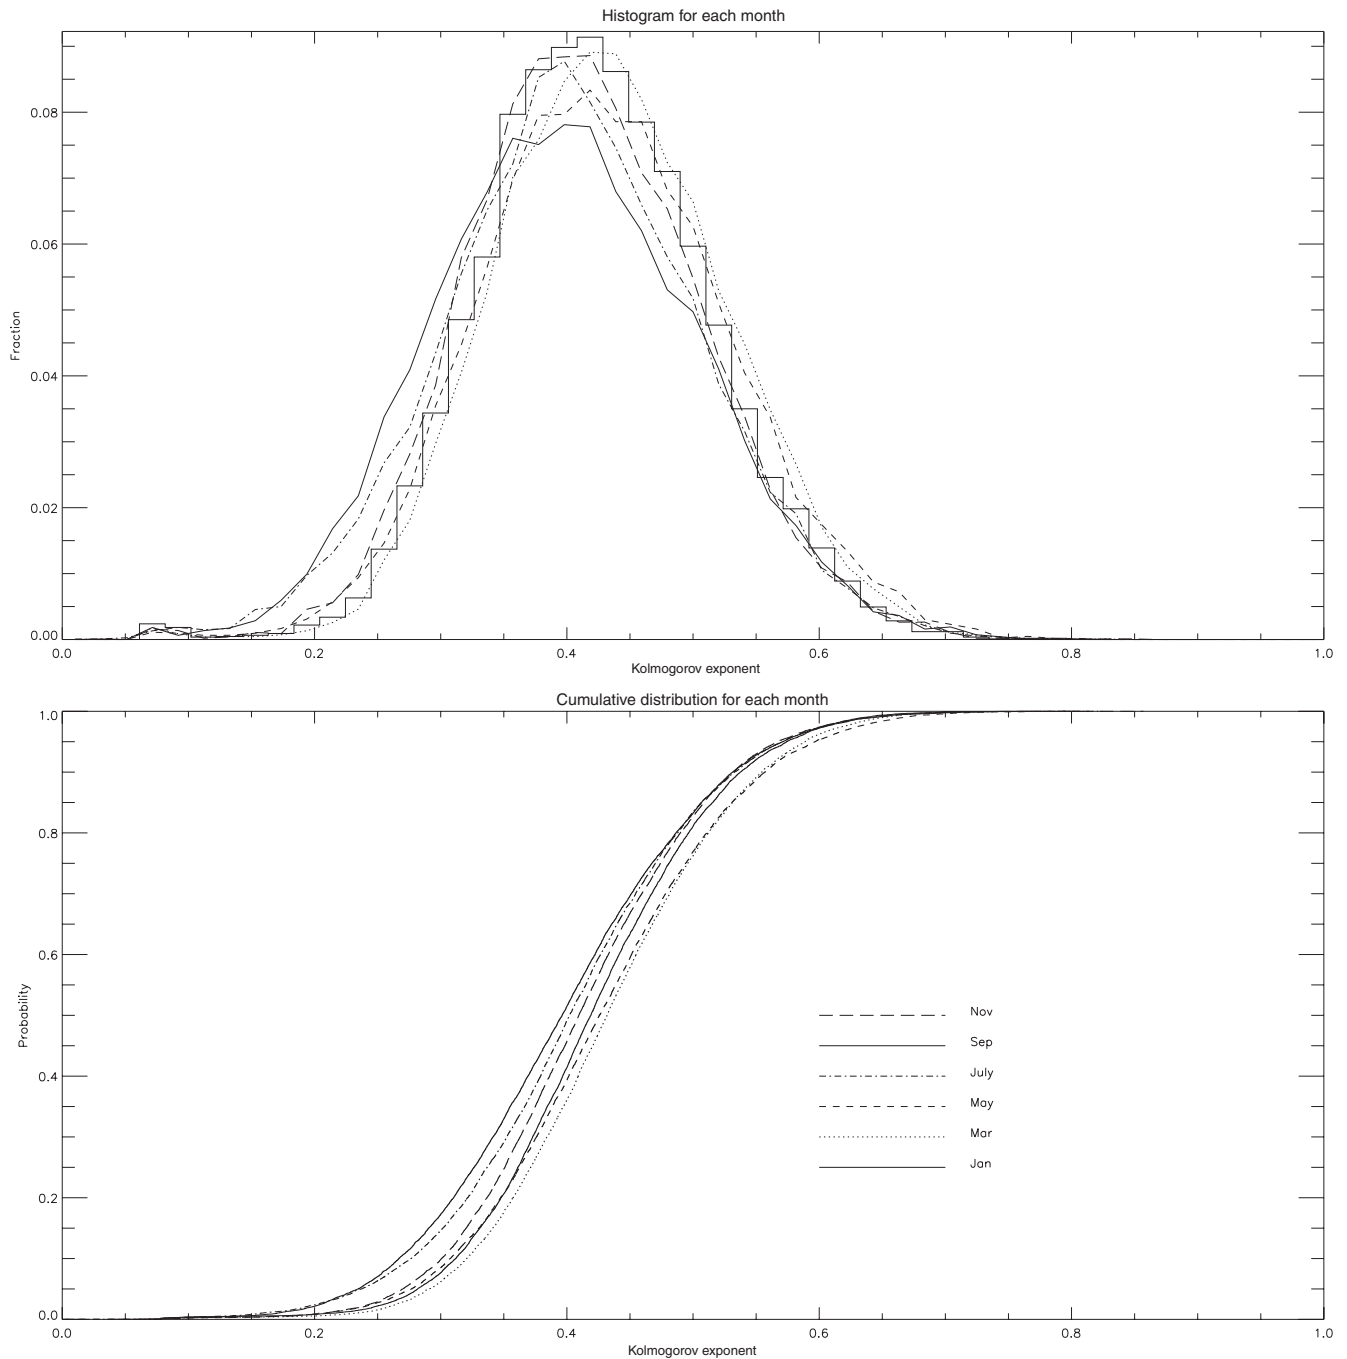 Histogram for each month
Fraction
0.08
0.06
0.04
0.02
0.00
0.0 0.2 0.4 0.6 0.8 1.0
Kolmogorov exponent
Cumulative distribution for each month
Probability
1.0
0.8
0.6
0.4
0.2
0.0
Nov
Sep
July
May
Mar
Jan
0.0 0.2 0.4 0.6 0.8 1.0
Kolmogorov exponent